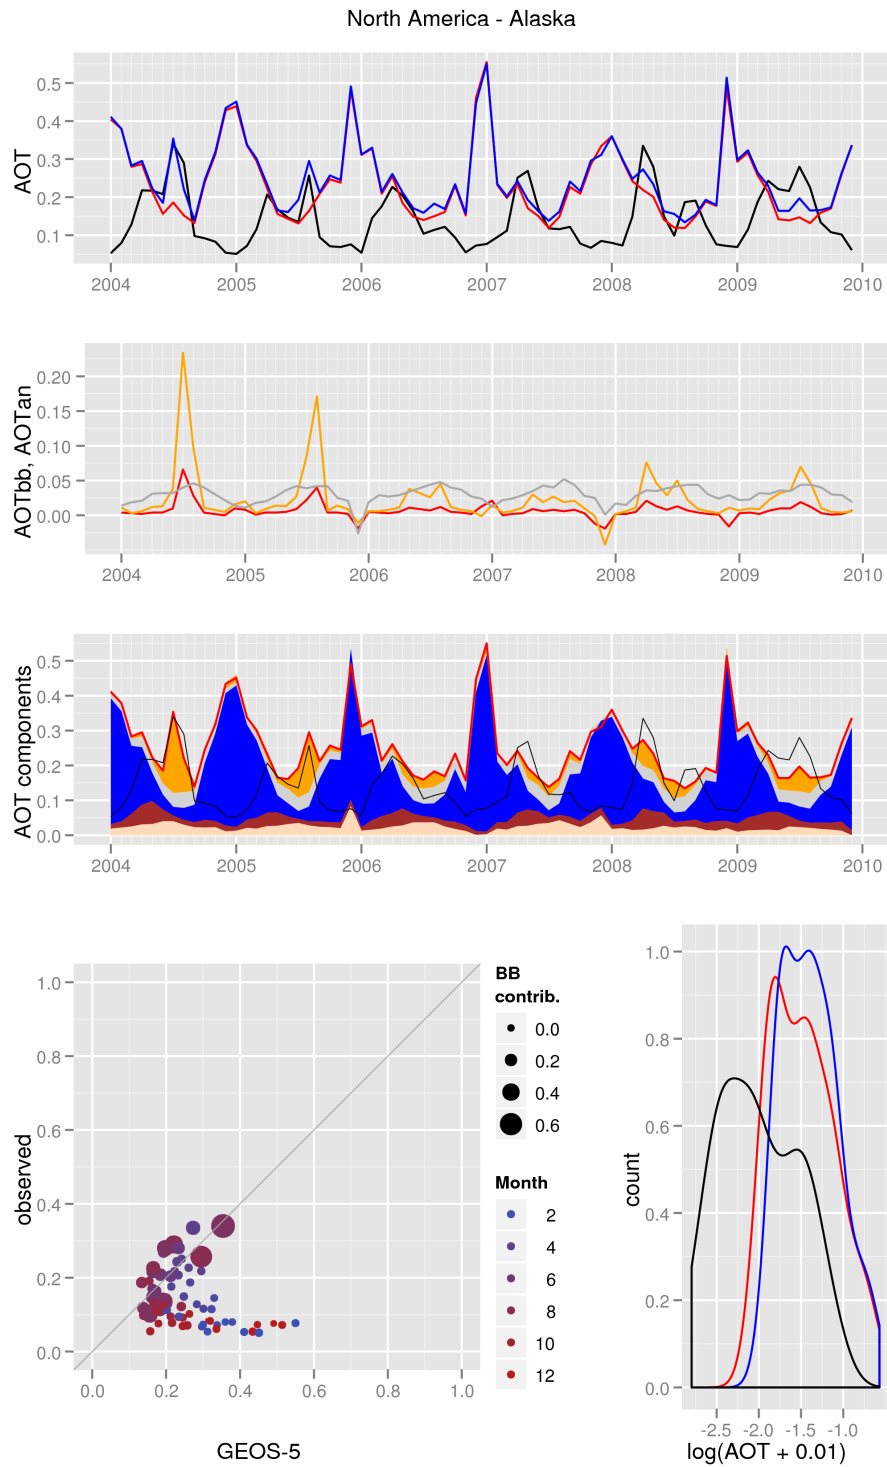 North America - Alaska
AOT
0.5
0.4
0.3
0.2
0.1
2004 2005 2006 2007 2008 2009 2010
AOTbb, AOTan
0.20
0.15
0.10
0.05
0.00
2004 2005 2006 2007 2008 2009 2010
AOT components
0.5
0.4
0.3
0.2
0.1
0.0
2004 2005 2006 2007 2008 2009 2010
observed
1.0
0.8
0.6
0.4
0.2
0.0
0.0 0.2 0.4 0.6 0.8 1.0
GEOS-5
BB
contrib.
0.0
0.2
0.4
0.6
Month
2
4
6
8
10
12
count
1.0
0.8
0.6
0.4
0.2
0.0
-2.5 -2.0 -1.5 -1.0
log(AOT + 0.01)